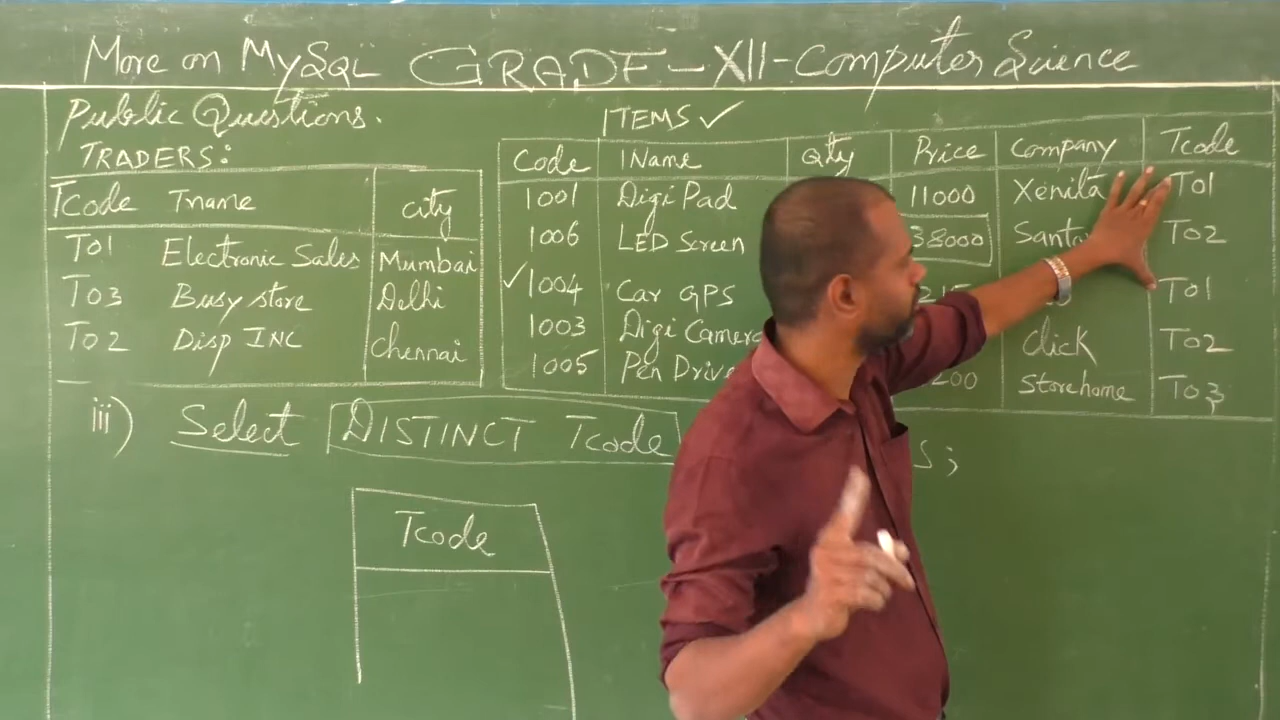 More on MySQL GRADE-XII-Computer Science
Public Questions.
TRADERS:
Tcode Tname city
T01 Electronic Sales Mumbai
T03 Busy store Delhi
T02 Disp INC Chennai
ITEMS ✓
Code IName Qty Price Company Tcode
1001 DigiPad 11000 Xenita T01
1006 LED Screen 38000 T02
✓1004 Car GPS T01
1003 Digi Camera Click T02
1005 Pen Drive Storehome T03
iii) Select DISTINCT Tcode S;
Tcode